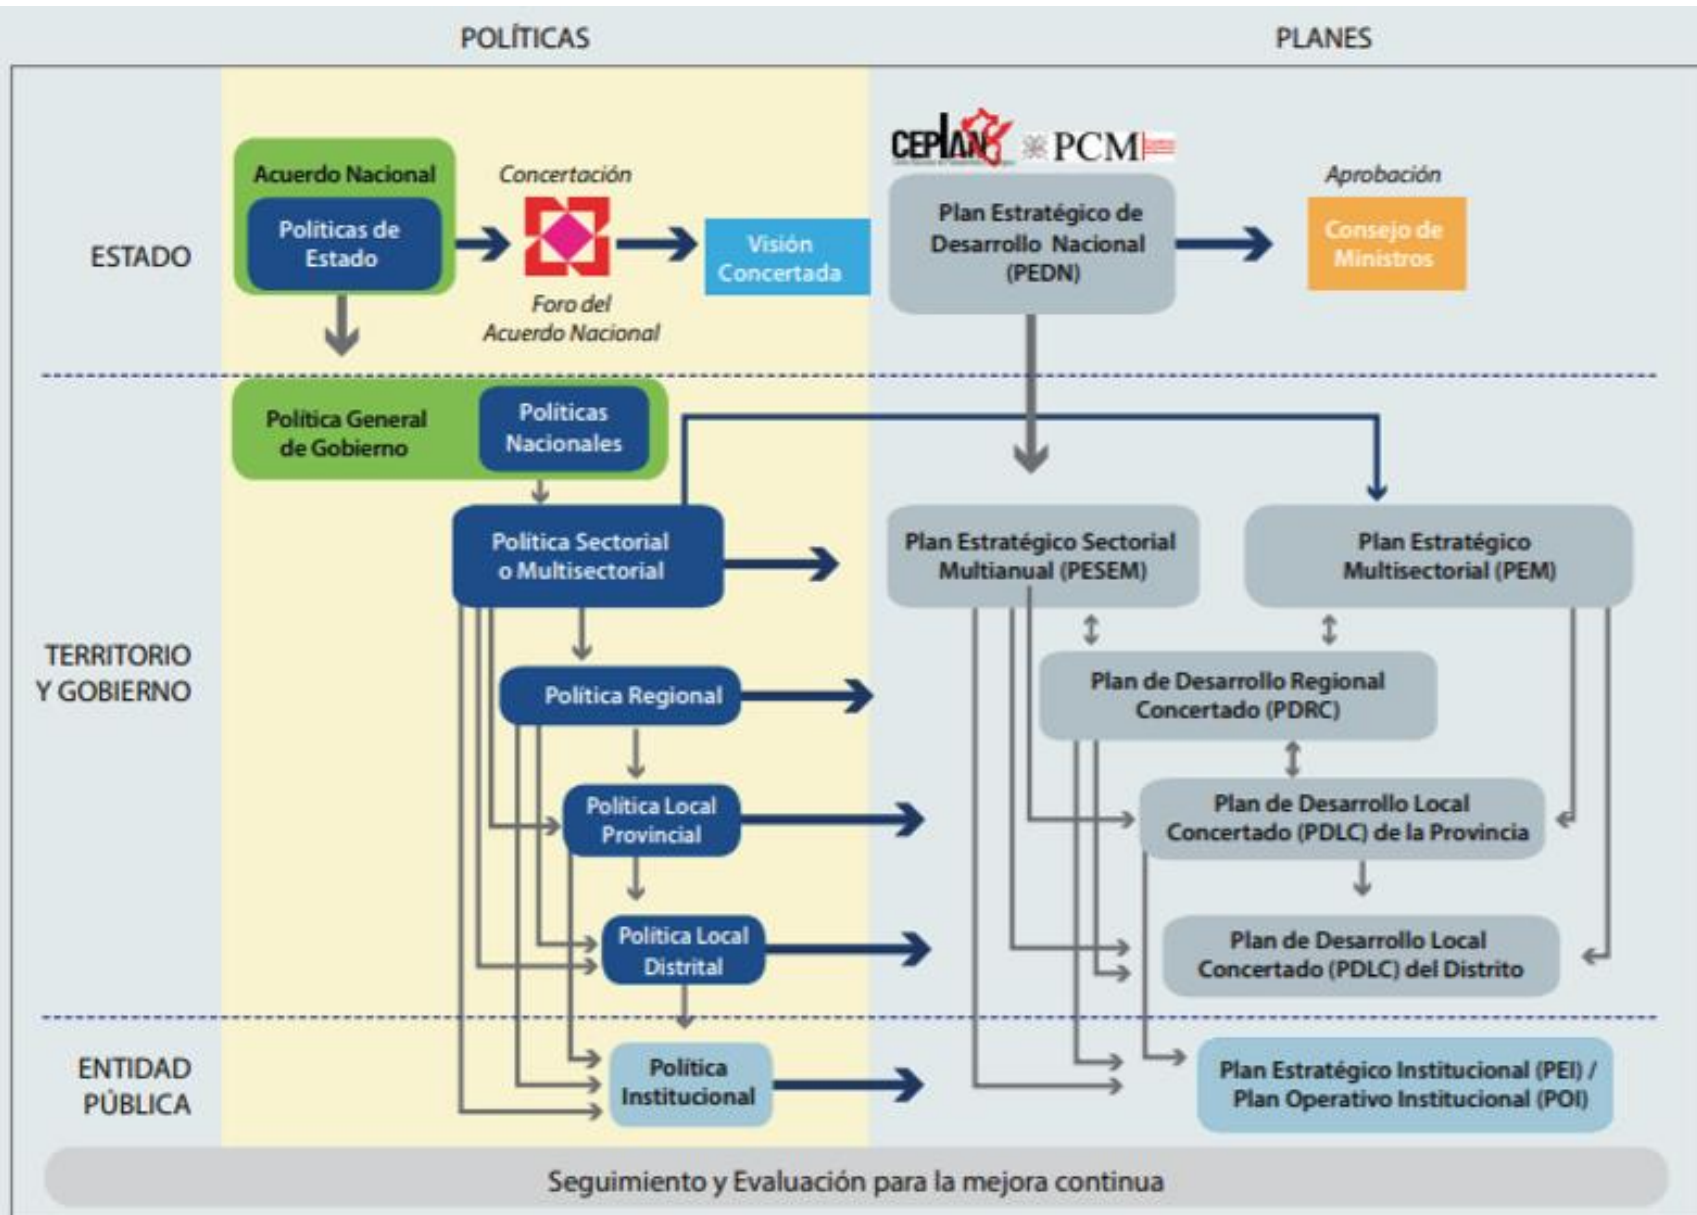 POLÍTICAS
PLANES
ESTADO
Acuerdo Nacional
Políticas de
Estado
Concertación
Foro del
Acuerdo Nacional
Visión
Concertada
CEPLAN
PCM
Plan Estratégico de
Desarrollo Nacional
(PEDN)
Aprobación
Consejo de
Ministros
TERRITORIO
Y GOBIERNO
Política General
de Gobierno
Políticas
Nacionales
Política Sectorial
o Multisectorial
Plan Estratégico Sectorial
Multianual (PESEM)
Plan Estratégico
Multisectorial (PEM)
Política Regional
Plan de Desarrollo Regional
Concertado (PDRC)
Política Local
Provincial
Plan de Desarrollo Local
Concertado (PDLC) de la Provincia
Política Local
Distrital
Plan de Desarrollo Local
Concertado (PDLC) del Distrito
ENTIDAD
PÚBLICA
Política
Institucional
Plan Estratégico Institucional (PEI) /
Plan Operativo Institucional (POI)
Seguimiento y Evaluación para la mejora continua